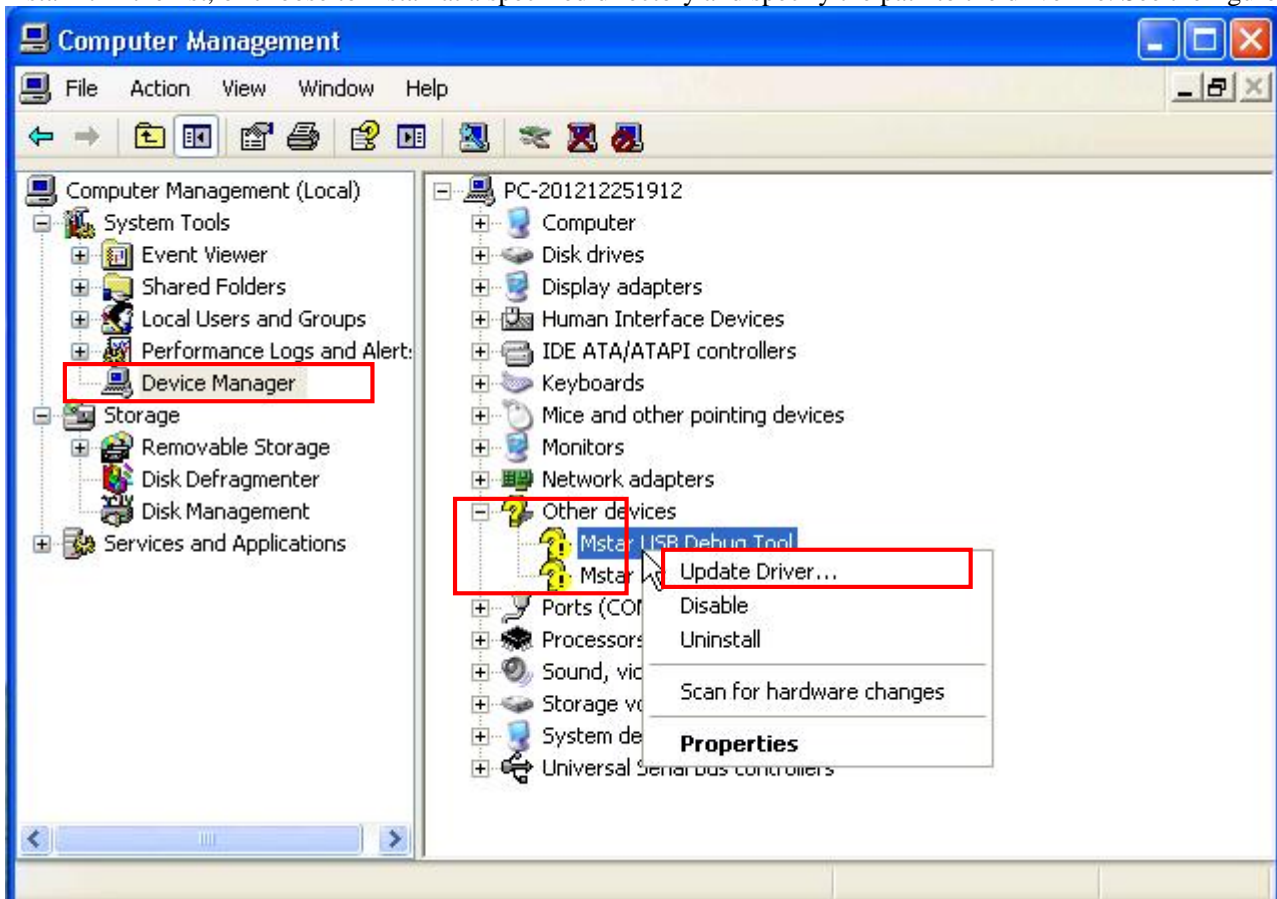 Computer Management
File Action View Window Help
Computer Management (Local)
System Tools
Event Viewer
Shared Folders
Local Users and Groups
Performance Logs and Alert
Device Manager
Storage
Removable Storage
Disk Defragmenter
Disk Management
Services and Applications
PC-201212251912
Computer
Disk drives
Display adapters
Human Interface Devices
IDE ATA/ATAPI controllers
Keyboards
Mice and other pointing devices
Monitors
Network adapters
Other devices
Mstar USB Debug Tool
Mstar
Ports (CO
Processors
Sound, vi
Storage v
System de
Universal Serial Bus controllers
Update Driver...
Disable
Uninstall
Scan for hardware changes
Properties